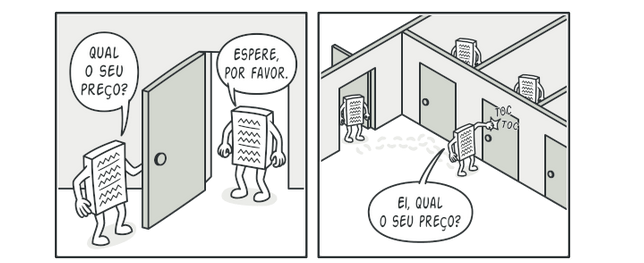 QUAL
O SEU
PREÇO?
ESPERE,
POR FAVOR.
TOC
TOC
EI, QUAL
O SEU PREÇO?